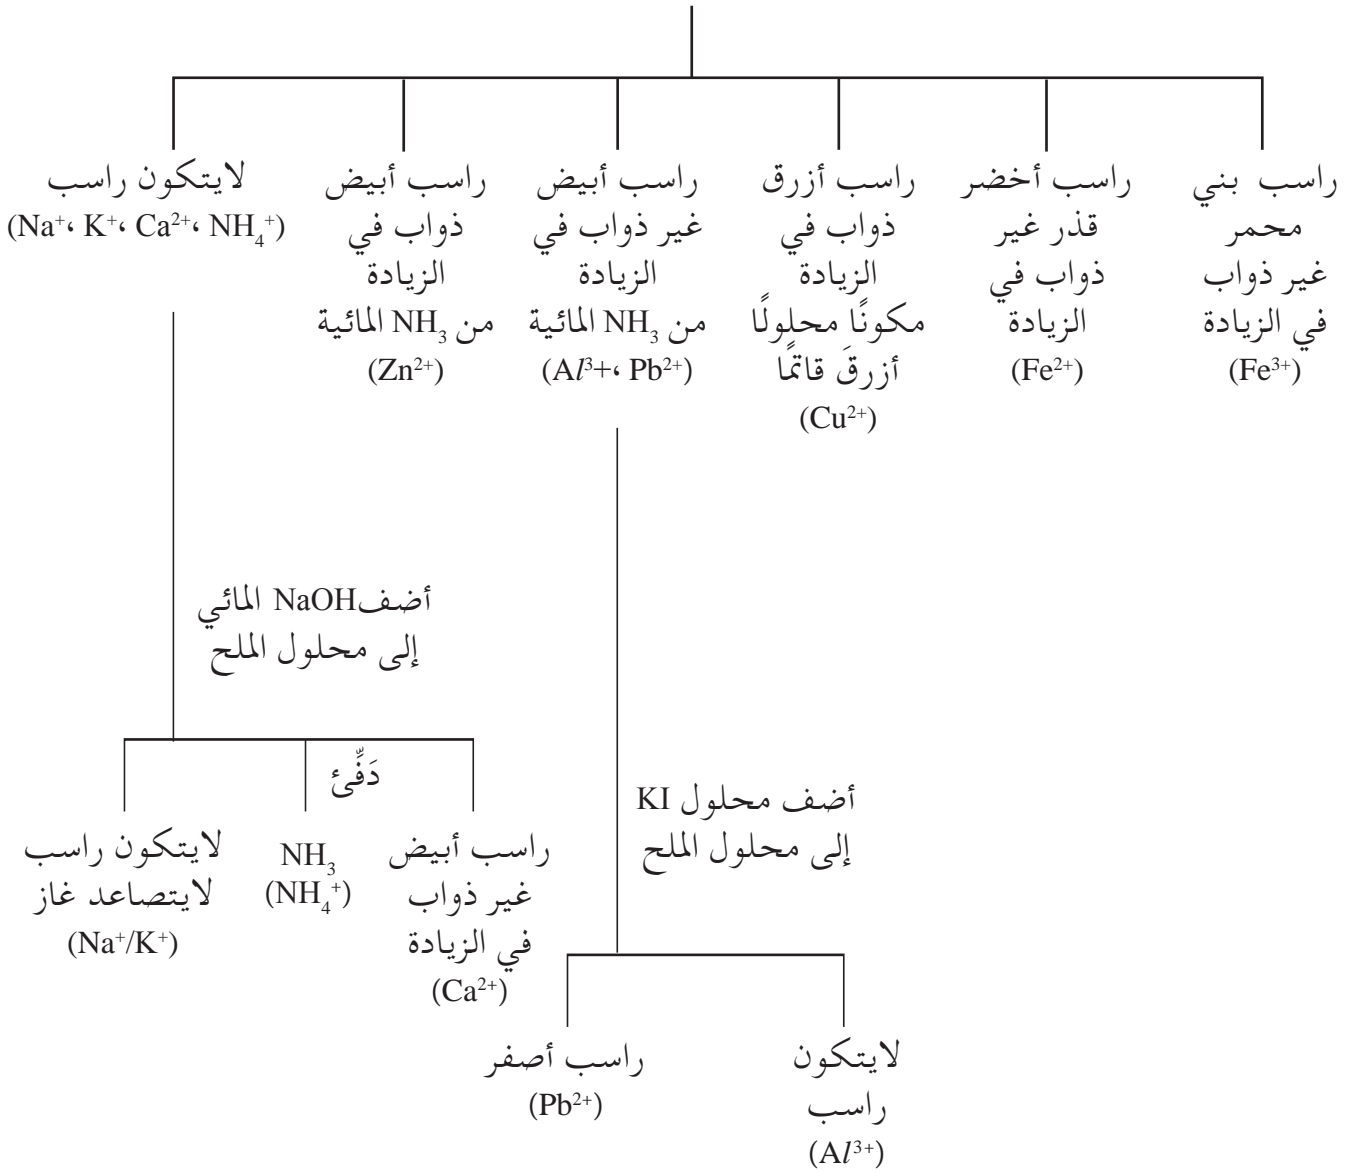 راسب بني
محمر
غير ذواب
في الزيادة
(Fe³⁺)
راسب أخضر
قذر غير
ذواب في
الزيادة
(Fe²⁺)
راسب أزرق
ذواب في
الزيادة
مكونًا محلولًا
أزرقَ قاتمًا
(Cu²⁺)
راسب أبيض
غير ذواب في
الزيادة
من NH₃ المائية
(Al³+، Pb²⁺)
راسب أبيض
ذواب في
الزيادة
من NH₃ المائية
(Zn²⁺)
لايتكون راسب
(Na⁺، K⁺، Ca²⁺، NH₄⁺)
أضف NaOH المائي
إلى محلول الملح
دَفِّئ
راسب أبيض
غير ذواب
في الزيادة
(Ca²⁺)
NH₃
(NH₄⁺)
لايتكون راسب
لايتصاعد غاز
(Na⁺/K⁺)
أضف محلول KI
إلى محلول الملح
لايتكون
راسب
(Al³⁺)
راسب أصفر
(Pb²⁺)